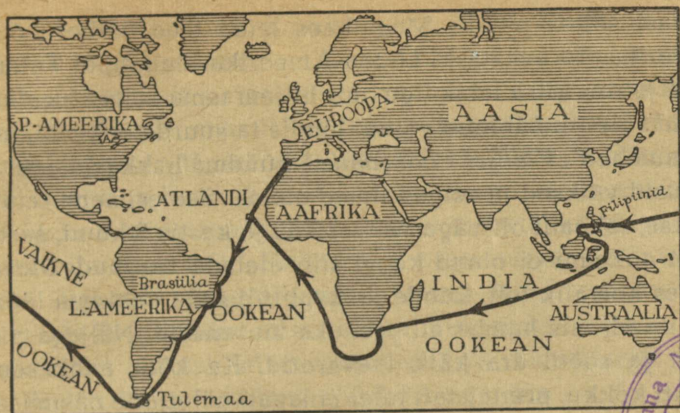 P.-AMEERIKA
EUROOPA
AASIA
ATLANDI
AAFRIKA
Filipiinid
VAIKNE
Brasiilia
INDIA
L.-AMEERIKA
OOKEAN
AUSTRAALIA
OOKEAN
OOKEAN
Tulemaa